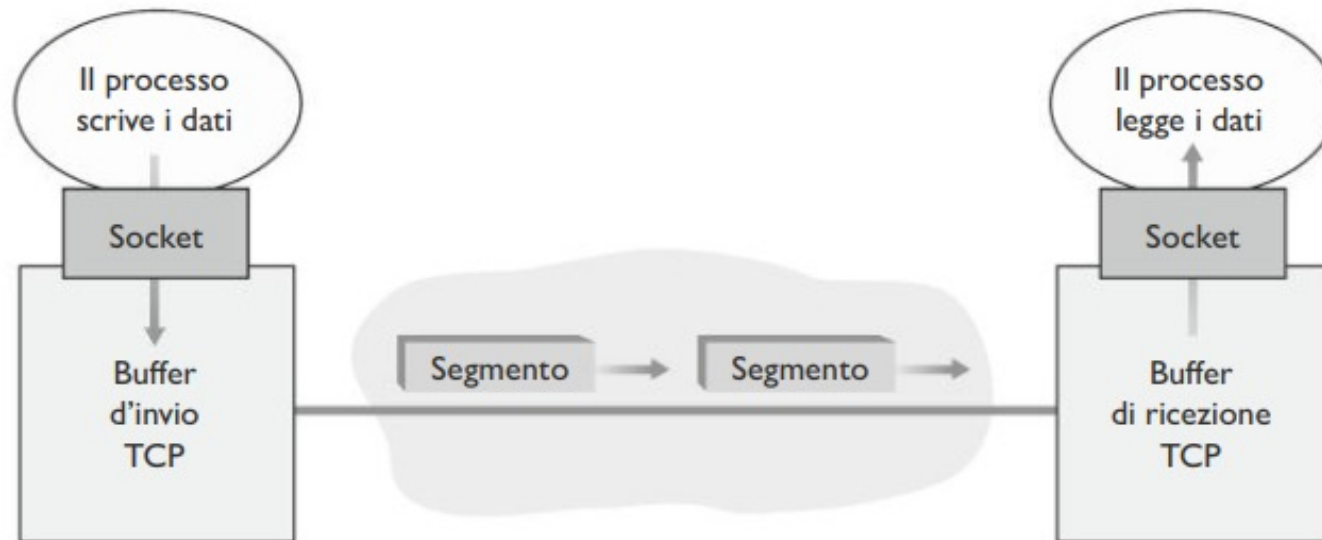 Il processo
scrive i dati
Socket
Buffer
d'invio
TCP
Segmento
Segmento
Il processo
legge i dati
Socket
Buffer
di ricezione
TCP